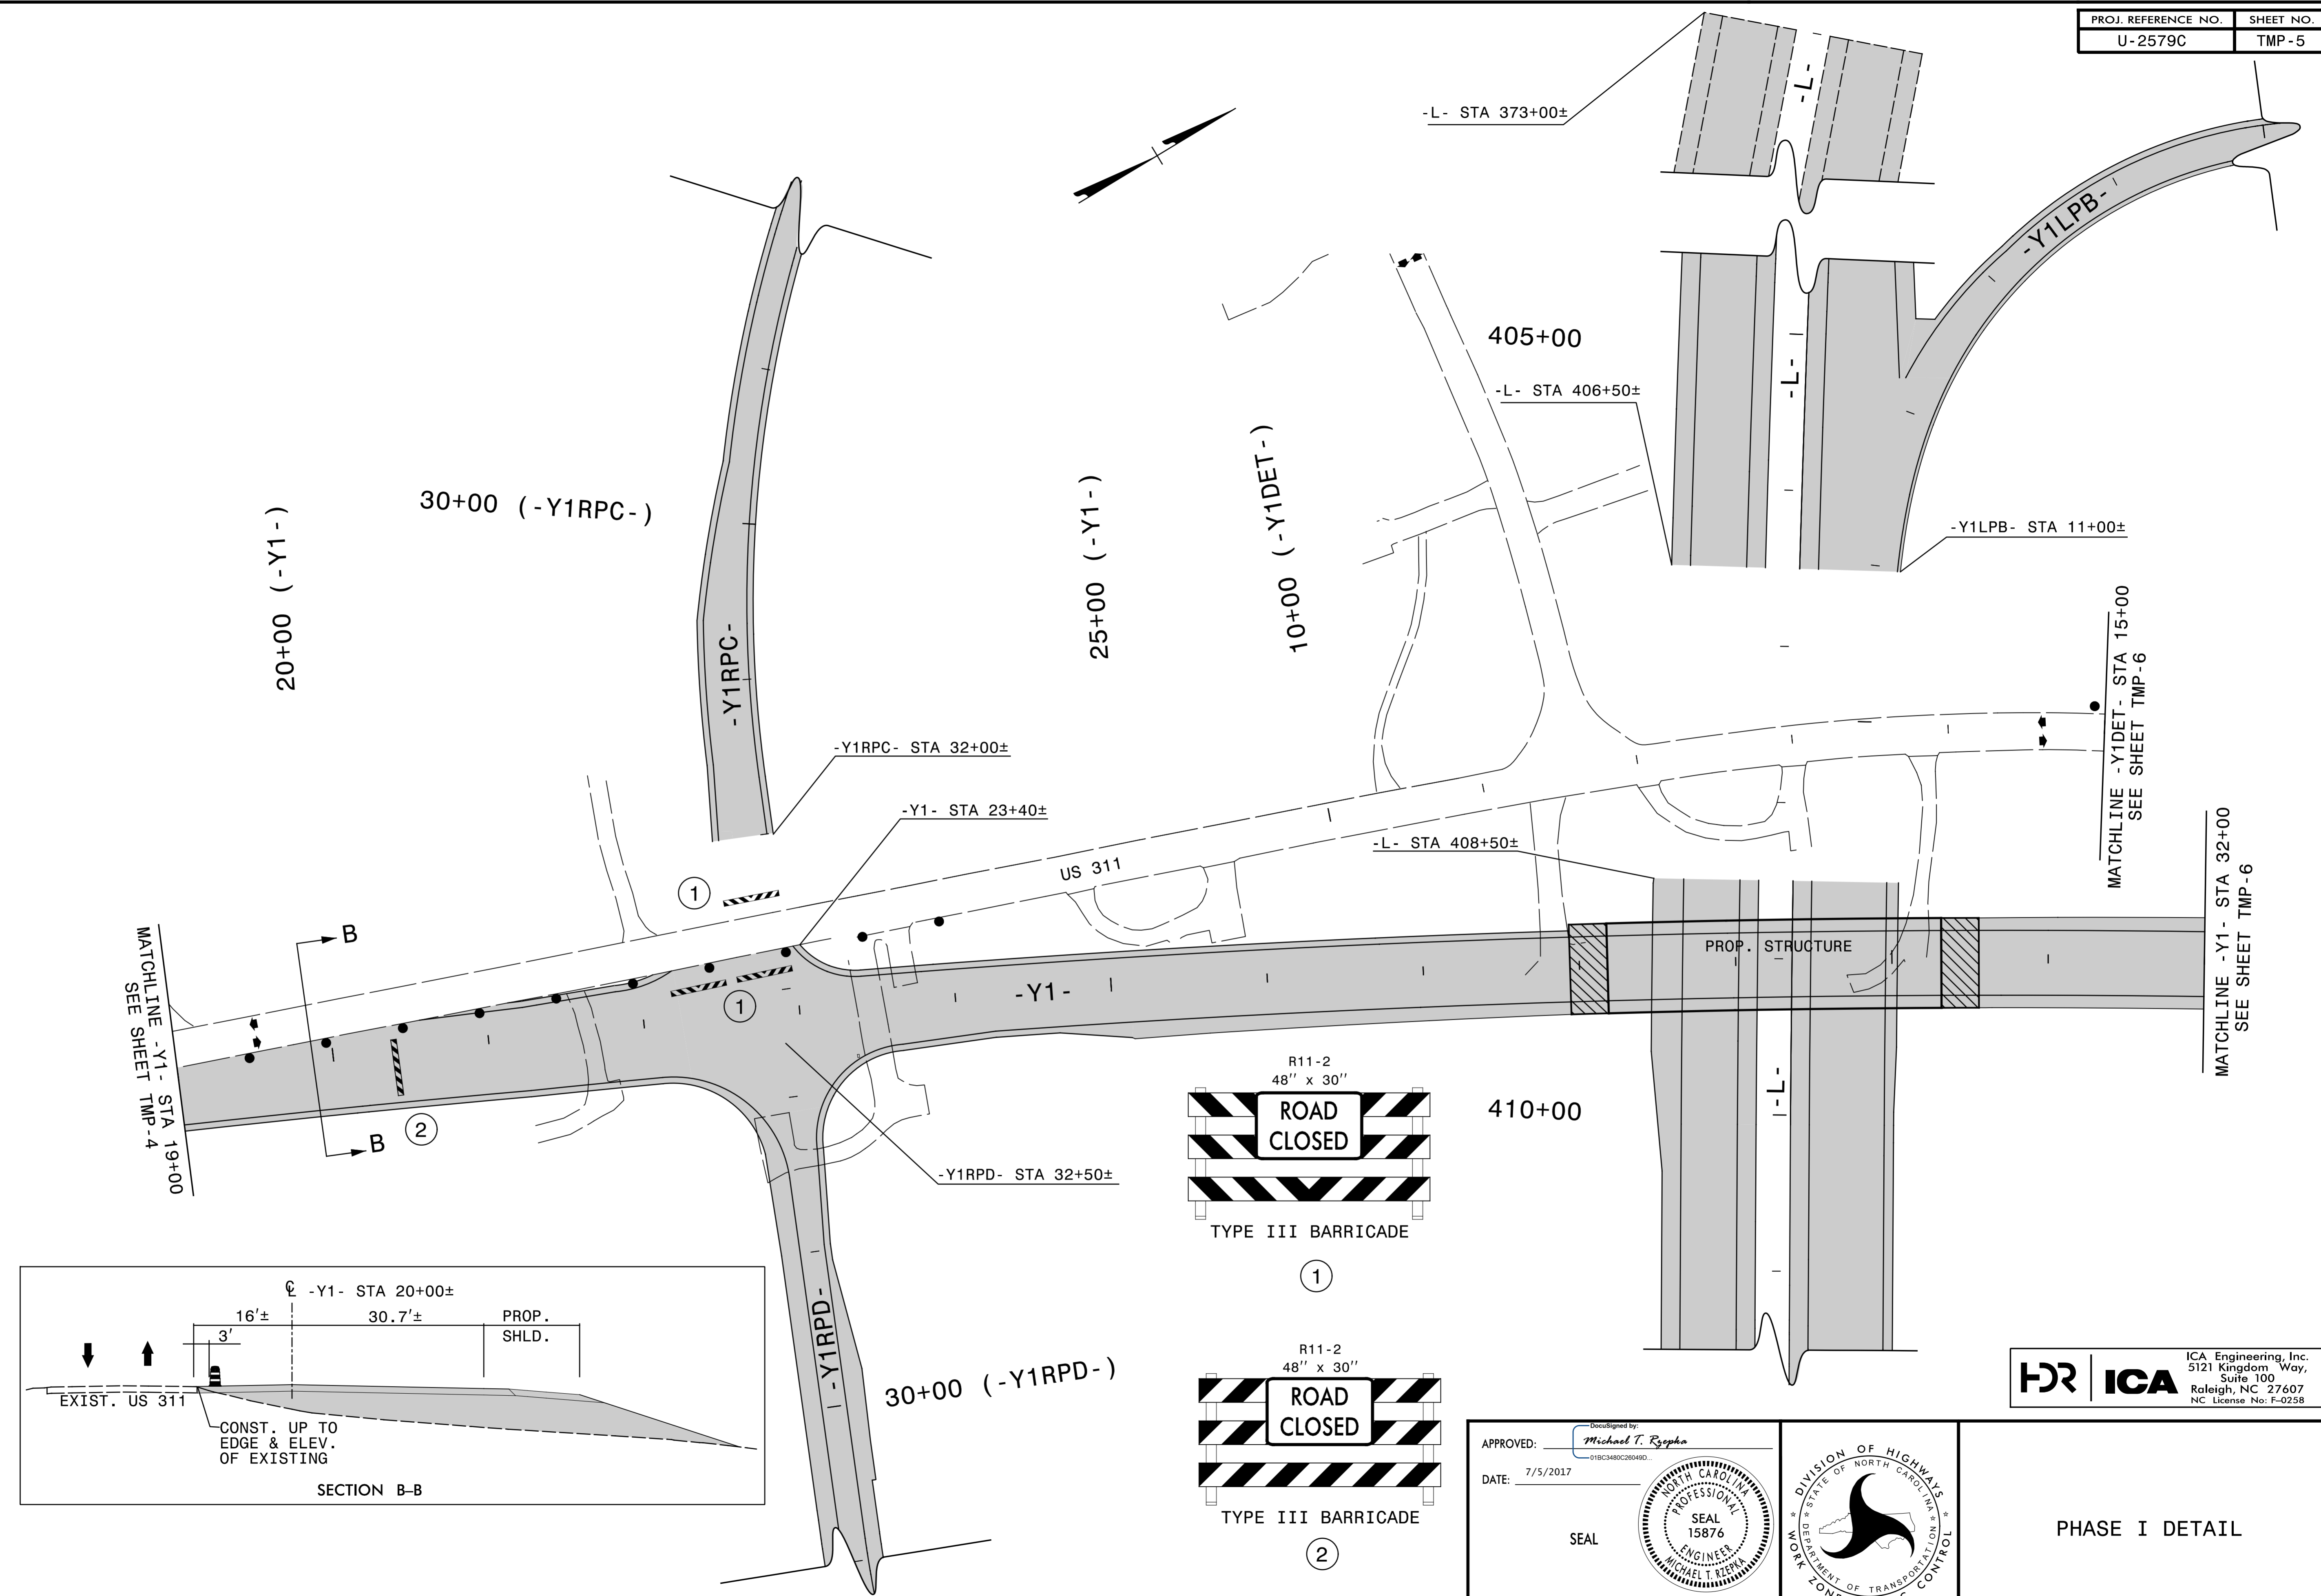 PROJ. REFERENCE NO. SHEET NO.
U-2579C TMP-5
-L-
-L- STA 373+00±
-Y1LPB-
405+00
-L-
-L- STA 406+50±
20+00 (-Y1-)
30+00 (-Y1RPC-)
25+00 (-Y1-)
10+00 (-Y1DET-)
-Y1LPB- STA 11+00±
-Y1RPC-
MATCHLINE -Y1DET- STA 15+00
SEE SHEET TMP-6
-Y1RPC- STA 32+00±
-Y1- STA 23+40±
-L- STA 408+50±
US 311
1
B
MATCHLINE -Y1- STA 19+00
SEE SHEET TMP-4
PROP. STRUCTURE
MATCHLINE -Y1- STA 32+00
SEE SHEET TMP-6
-Y1-
1
2
B
-L-
410+00
-Y1RPD- STA 32+50±
R11-2
48'' x 30''
ROAD
CLOSED
TYPE III BARRICADE
1
-Y1RPD-
30+00 (-Y1RPD-)
R11-2
48'' x 30''
ROAD
CLOSED
TYPE III BARRICADE
2
℄ -Y1- STA 20+00±
16'± 30.7'± PROP.
SHLD.
3'
EXIST. US 311
CONST. UP TO
EDGE & ELEV.
OF EXISTING
SECTION B–B
HDR ICA
ICA Engineering, Inc.
5121 Kingdom Way,
Suite 100
Raleigh, NC 27607
NC License No: F–0258
DocuSigned by:
APPROVED: Michael T. Rzepka
01BC3480C26049D...
DATE: 7/5/2017
SEAL
NORTH CAROLINA
PROFESSIONAL
SEAL
15876
ENGINEER
MICHAEL T. RZEPKA
DIVISION OF HIGHWAYS
STATE OF NORTH CAROLINA
DEPARTMENT OF TRANSPORTATION
WORK ZONE CONTROL
PHASE I DETAIL